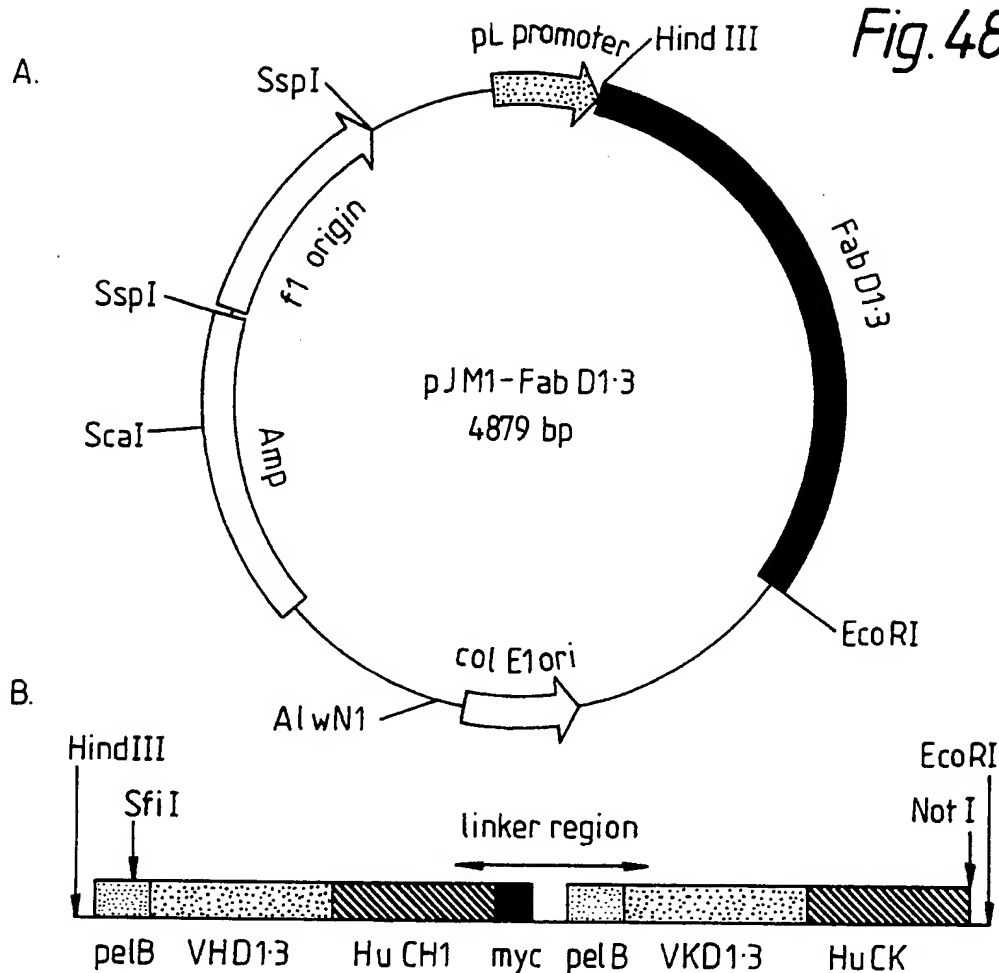 Fig. 48
A.
pL promoter
Hind III
SspI
f1 origin
Fab D1·3
SspI
pJM1-Fab D1·3
4879 bp
ScaI
Amp
EcoRI
col E1 ori
AlwN1
B.
HindIII
EcoRI
SfiI
Not I
linker region
pelB VHD1·3 Hu CH1 myc pelB VKD1·3 HuCK